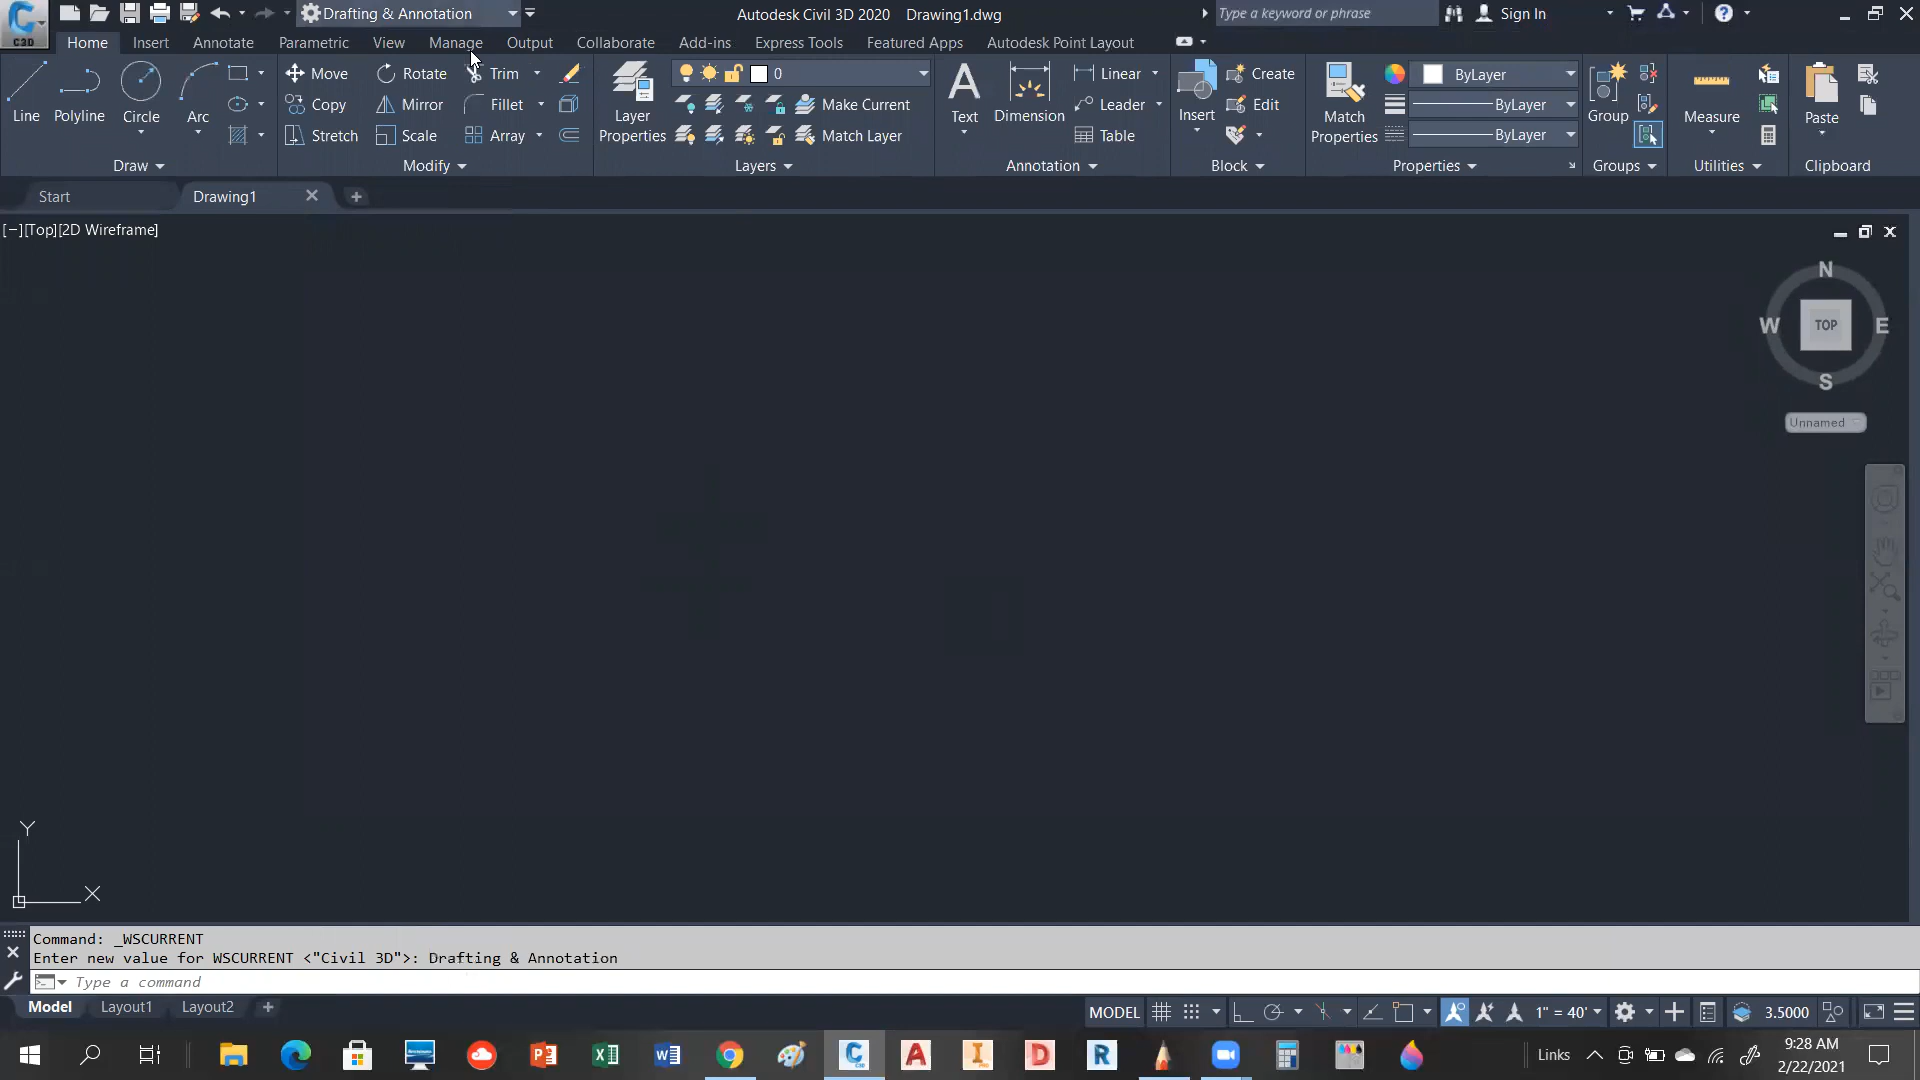 C3D
Drafting & Annotation
Autodesk Civil 3D 2020 Drawing1.dwg
Type a keyword or phrase
Sign In
Home Insert Annotate Parametric View Manage Output Collaborate Add-ins Express Tools Featured Apps Autodesk Point Layout
Line Polyline Circle Arc
Move Rotate Trim
Copy Mirror Fillet
Stretch Scale Array
Layer Properties
0
Make Current
Match Layer
Text Dimension
Linear
Leader
Table
Insert
Create
Edit
Match Properties
ByLayer
ByLayer
ByLayer
Group
Measure
Paste
Draw Modify Layers Annotation Block Properties Groups Utilities Clipboard
Start Drawing1
[−][Top][2D Wireframe]
N
W TOP E
S
Unnamed
Y
X
Command: _WSCURRENT
Enter new value for WSCURRENT <"Civil 3D">: Drafting & Annotation
Type a command
Model Layout1 Layout2
MODEL 1" = 40' 3.5000
Links
9:28 AM
2/22/2021